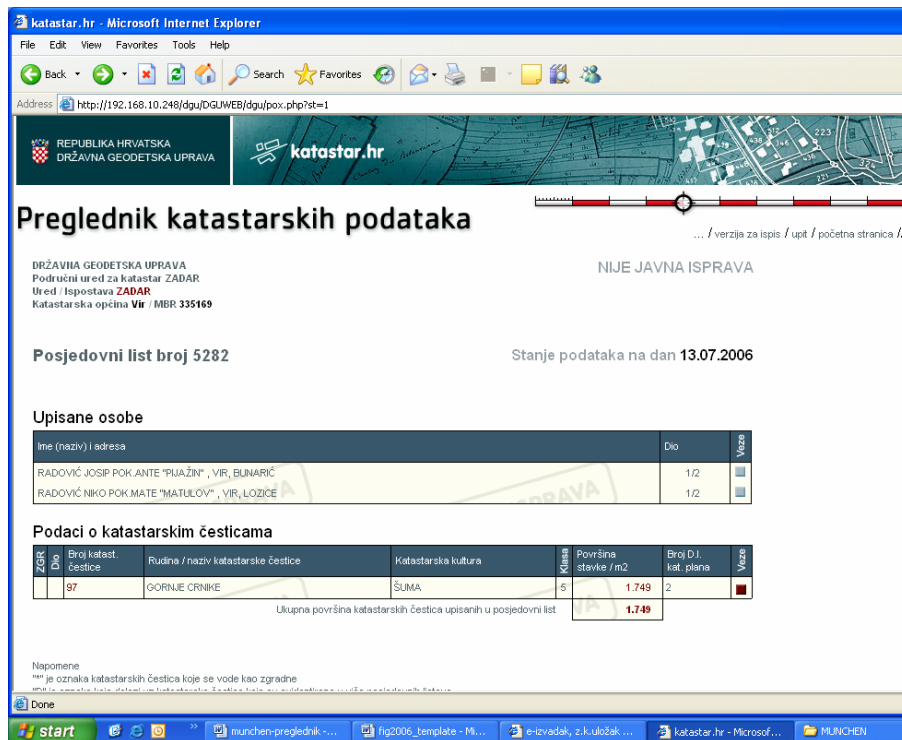 katastar.hr - Microsoft Internet Explorer
File Edit View Favorites Tools Help
Back Search Favorites
Address http://192.168.10.248/dgu/DGUWEB/dgu/pox.php?st=1
REPUBLIKA HRVATSKA
DRŽAVNA GEODETSKA UPRAVA
katastar.hr
Preglednik katastarskih podataka
... / verzija za ispis / upit / početna stranica /
DRŽAVNA GEODETSKA UPRAVA
Područni ured za katastar ZADAR
Ured / Ispostava ZADAR
Katastarska općina Vir / MBR 335169
NIJE JAVNA ISPRAVA
Posjedovni list broj 5282
Stanje podataka na dan 13.07.2006
Upisane osobe
Ime (naziv) i adresa Dio Veze
RADOVIĆ JOSIP POK.ANTE "PIJAŽIN" , VIR, BUNARIĆ 1/2
RADOVIĆ NIKO POK.MATE "MATULOV" , VIR, LOZICE 1/2
Podaci o katastarskim česticama
ZGR Dio Broj katast. čestice Rudina / naziv katastarske čestice Katastarska kultura Klasa Površina stavke / m2 Broj D.l. kat. plana Veze
97 GORNJE CRNIKE ŠUMA 5 1.749 2
Ukupna površina katastarskih čestica upisanih u posjedovni list 1.749
Napomene
"*" je oznaka katastarskih čestica koje se vode kao zgradne
Done
start munchen-preglednik -... fig2006_template - Mi... e-izvadak, z.k.uložak ... katastar.hr - Microsof... MUNCHEN